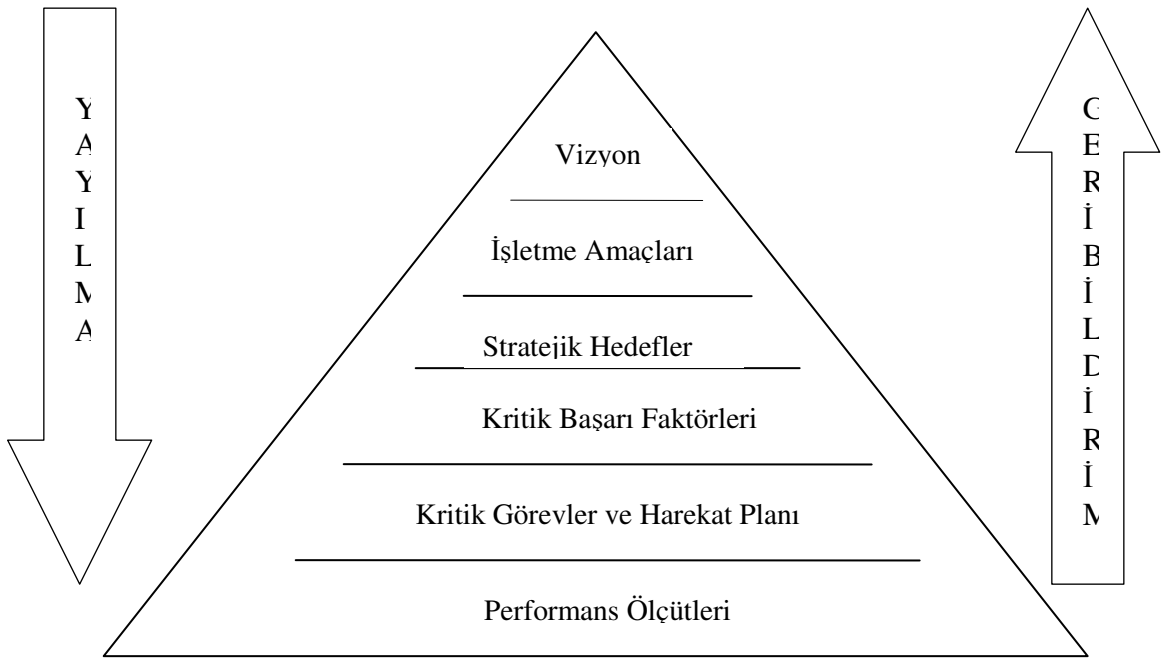 YAYILMA
Vizyon
İşletme Amaçları
Stratejik Hedefler
Kritik Başarı Faktörleri
Kritik Görevler ve Harekat Planı
Performans Ölçütleri
GERİBİLDİRİM